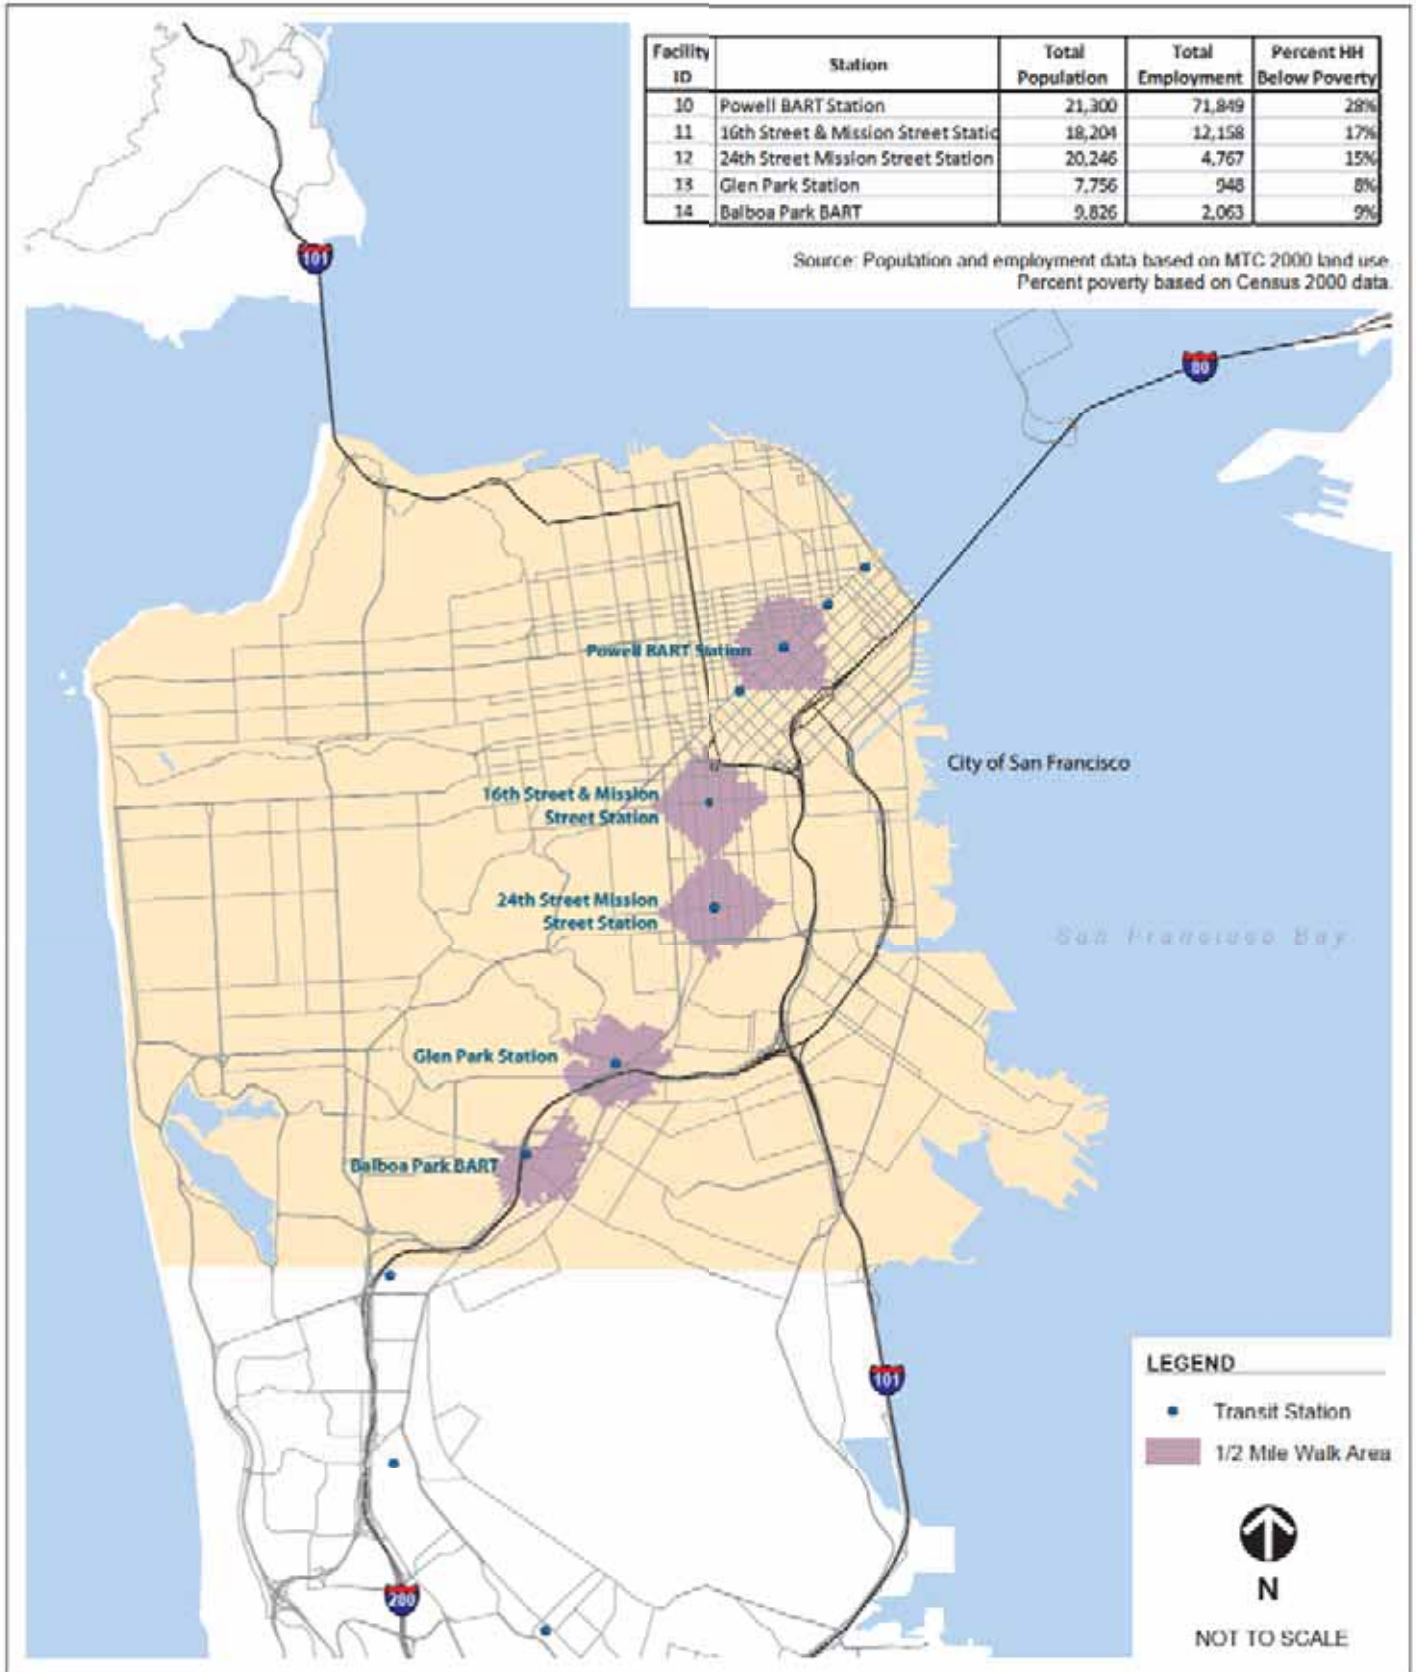 Facility ID Station Total Population Total Employment Percent HH Below Poverty
10 Powell BART Station 21,300 71,849 28%
11 16th Street & Mission Street Static 18,204 12,158 17%
12 24th Street Mission Street Station 20,246 4,767 15%
13 Glen Park Station 7,756 948 8%
14 Balboa Park BART 9,826 2,063 9%
Source: Population and employment data based on MTC 2000 land use.
Percent poverty based on Census 2000 data.
101
80
Powell BART Station
City of San Francisco
16th Street & Mission
Street Station
24th Street Mission
Street Station
San Francisco Bay
Glen Park Station
Balboa Park BART
101
280
LEGEND
Transit Station
1/2 Mile Walk Area
N
NOT TO SCALE